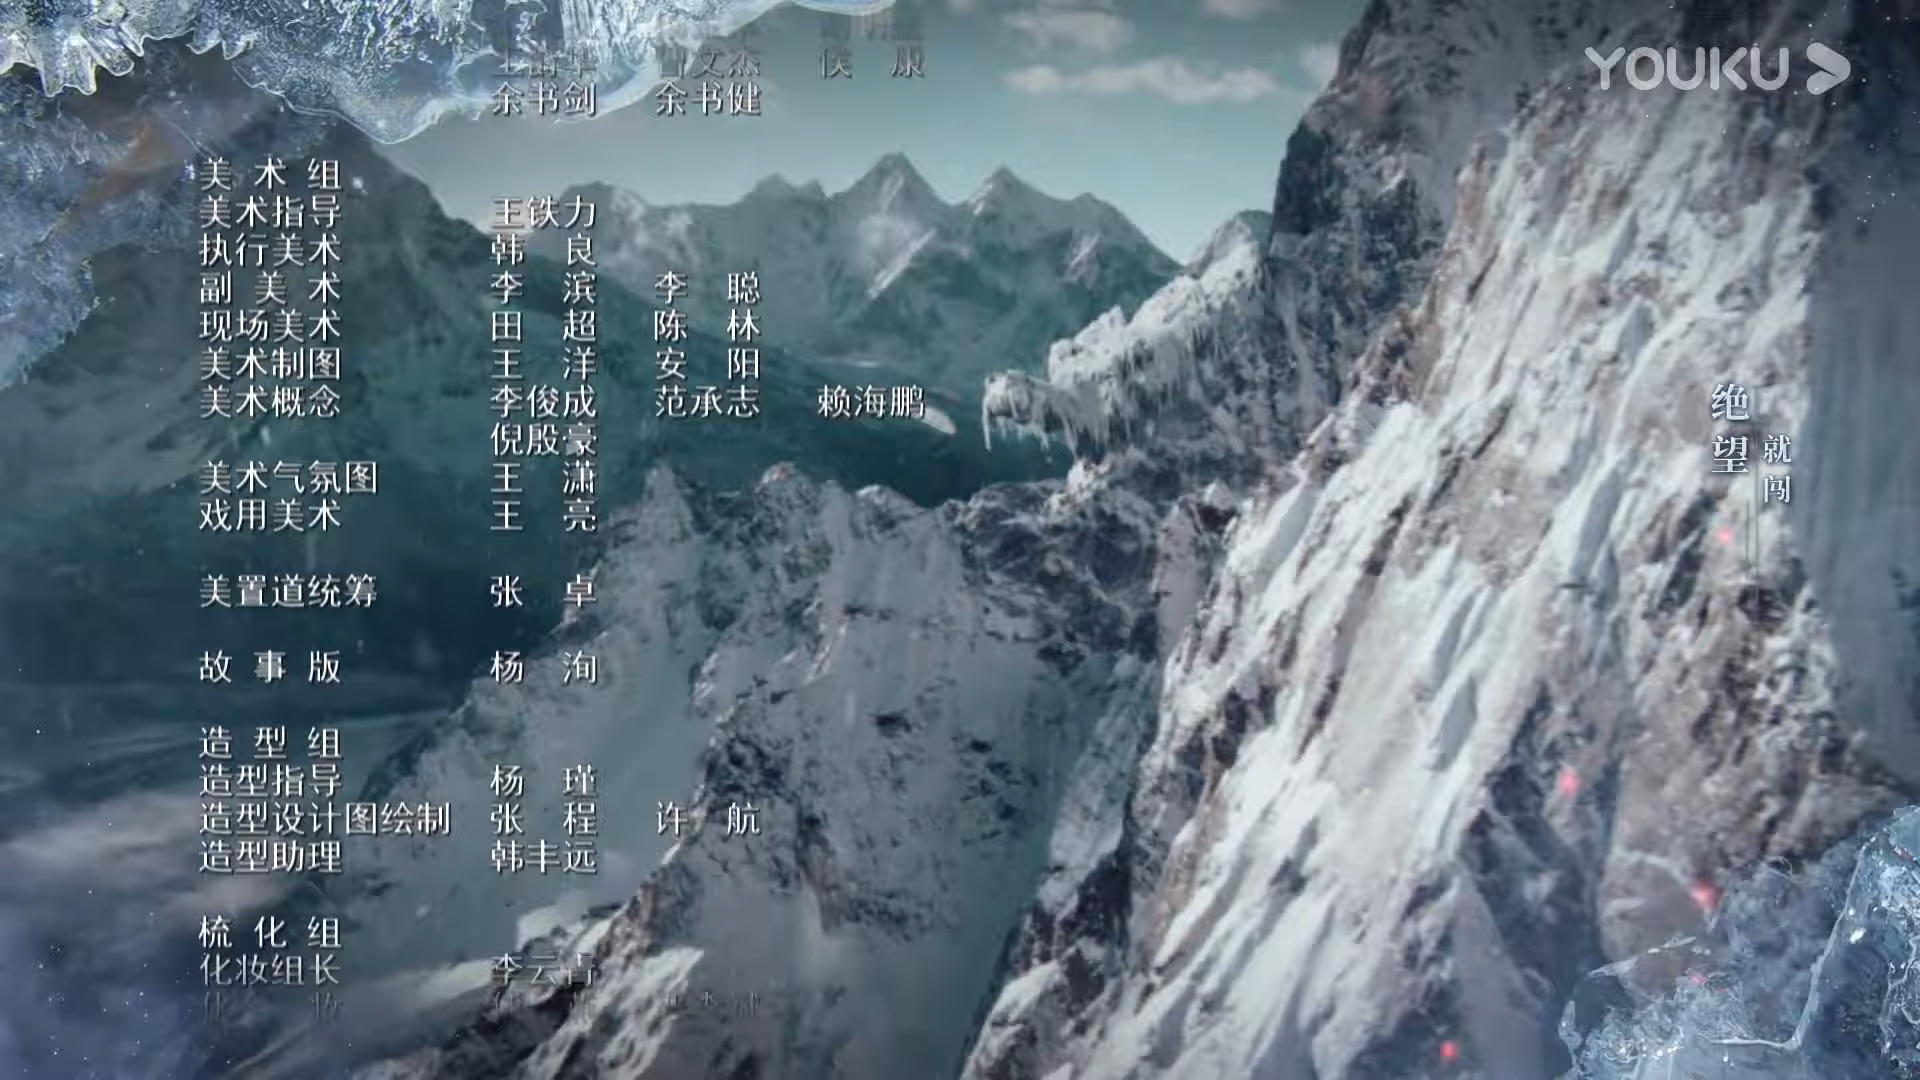 YOUKU
余书剑 余书健
美术组
美术指导 王铁力
执行美术 韩良
副美术 李滨 李聪
现场美术 田超 陈林
美术制图 王洋 安阳
美术概念 李俊成 范承志 赖海鹏
倪殷豪
美术气氛图 王潇
戏用美术 王亮
美置道统筹 张卓
故事版 杨洵
造型组
造型指导 杨瑾
造型设计图绘制 张程 许航
造型助理 韩丰远
梳化组
化妆组长 李云青
绝望
就闯